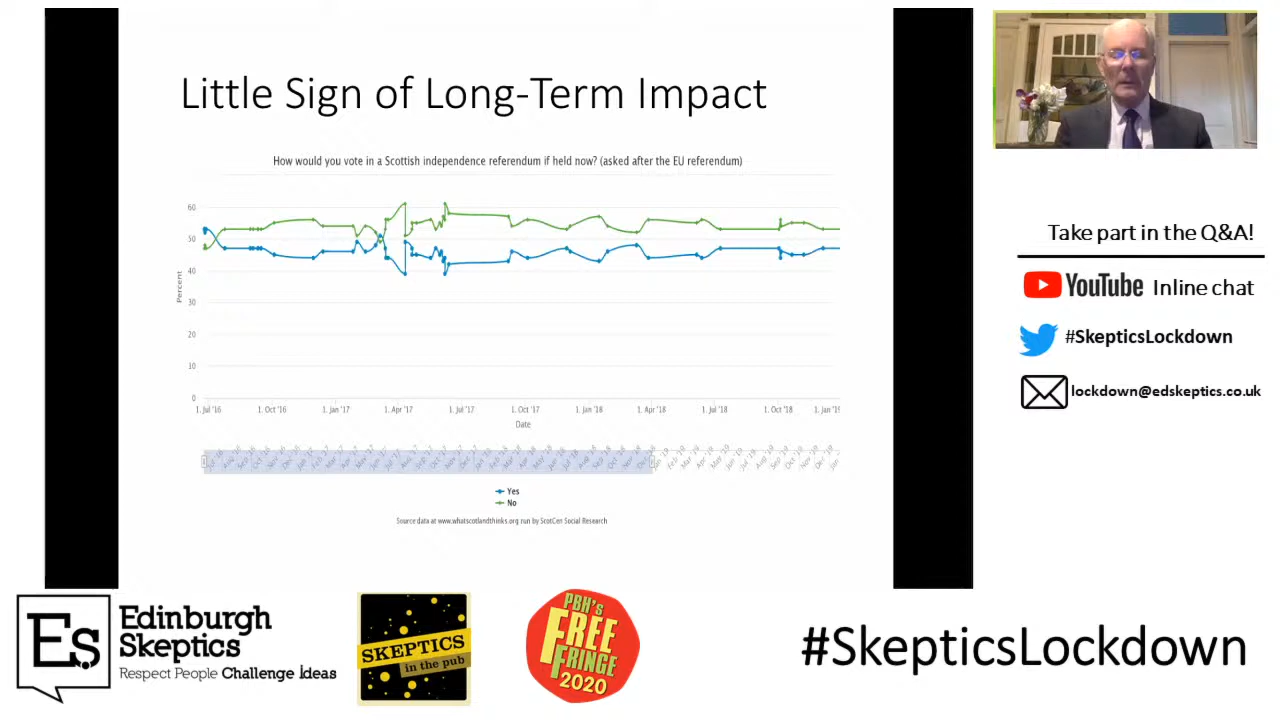 Little Sign of Long-Term Impact
How would you vote in a Scottish independence referendum if held now? (asked after the EU referendum)
60
50
40
30
20
10
0
Percent
1. Jul '16
1. Oct '16
1. Jan '17
1. Apr '17
1. Jul '17
1. Oct '17
1. Jan '18
1. Apr '18
1. Jul '18
1. Oct '18
1. Jan '19
Date
Yes
No
Source data at www.whatscotlandthinks.org run by ScotCen Social Research
Take part in the Q&A!
YouTube Inline chat
#SkepticsLockdown
lockdown@edskeptics.co.uk
Es
Edinburgh
Skeptics
Respect People Challenge Ideas
SKEPTICS
in the pub
PBH's
FREE
FRINGE
2020
#SkepticsLockdown